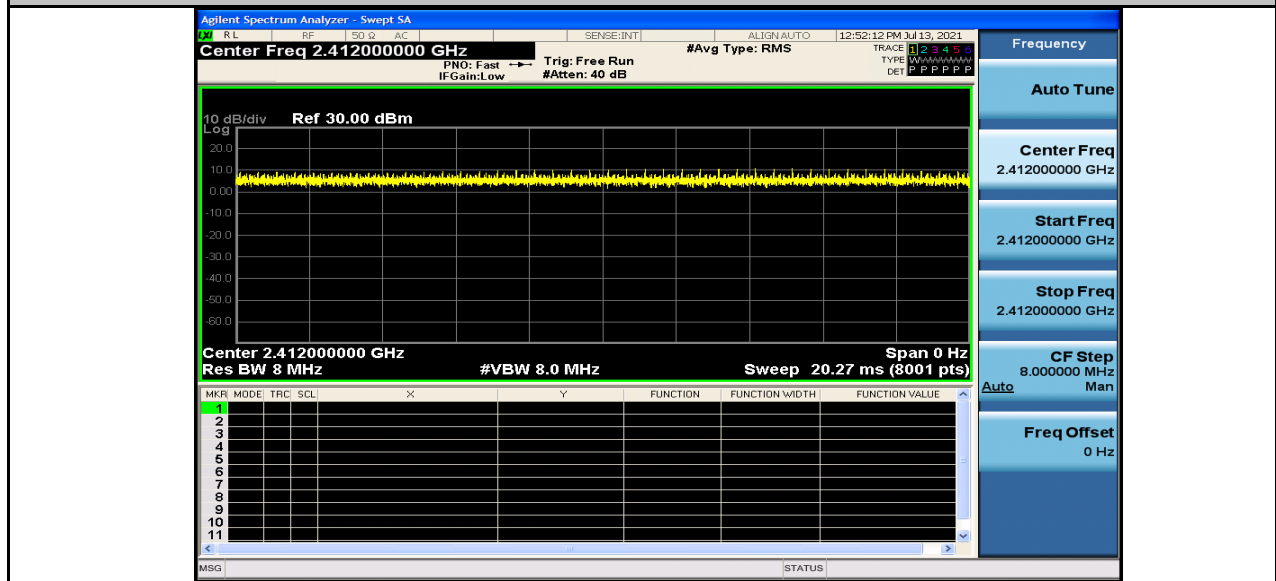 Agilent Spectrum Analyzer - Swept SA
LXI RL RF 50 Ω AC SENSE:INT ALIGN AUTO 12:52:12 PM Jul 13, 2021
Center Freq 2.412000000 GHz
PNO: Fast
IFGain:Low
Trig: Free Run
#Atten: 40 dB
#Avg Type: RMS
TRACE 1 2 3 4 5 6
TYPE WWWWWW
DET P P P P P P
10 dB/div
Log
Ref 30.00 dBm
20.0
10.0
0.00
-10.0
-20.0
-30.0
-40.0
-50.0
-60.0
Center 2.412000000 GHz Span 0 Hz
Res BW 8 MHz #VBW 8.0 MHz Sweep 20.27 ms (8001 pts)
MKR MODE TRC SCL X Y FUNCTION FUNCTION WIDTH FUNCTION VALUE
1
2
3
4
5
6
7
8
9
10
11
MSG STATUS
Frequency
Auto Tune
Center Freq
2.412000000 GHz
Start Freq
2.412000000 GHz
Stop Freq
2.412000000 GHz
CF Step
8.000000 MHz
Auto Man
Freq Offset
0 Hz